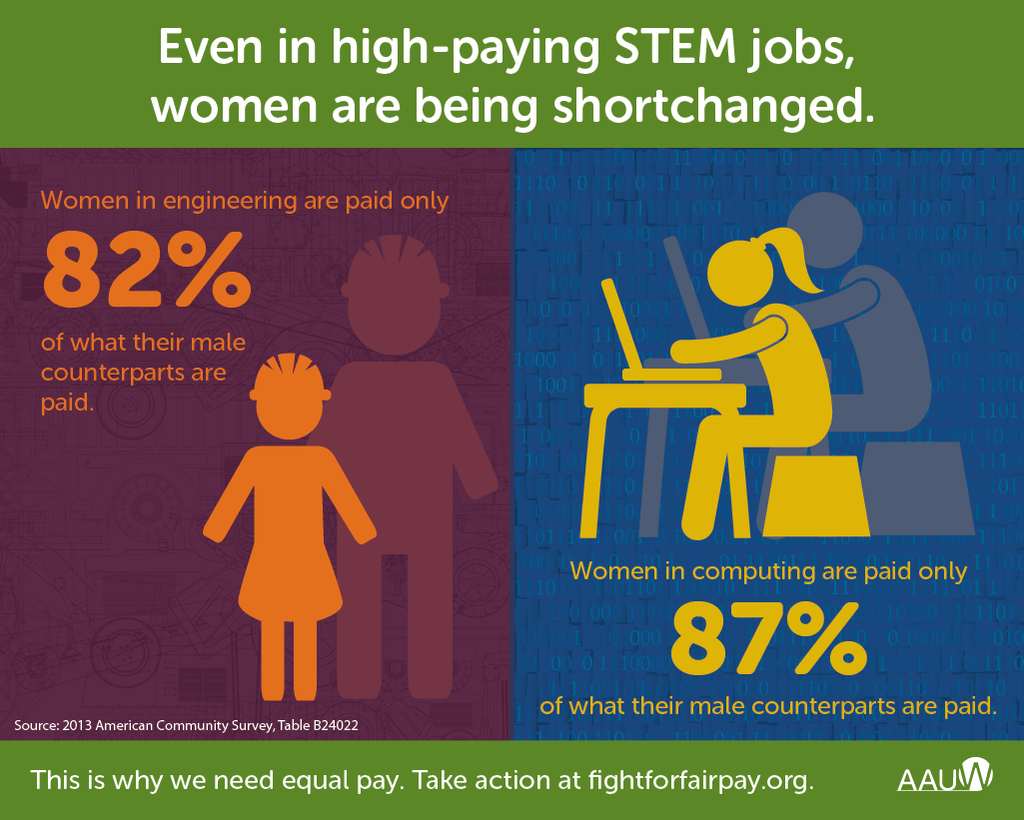 Even in high-paying STEM jobs,
women are being shortchanged.
Women in engineering are paid only
82%
of what their male
counterparts are
paid.
Women in computing are paid only
87%
of what their male counterparts are paid.
Source: 2013 American Community Survey, Table B24022
This is why we need equal pay. Take action at fightforfairpay.org.
AAUW